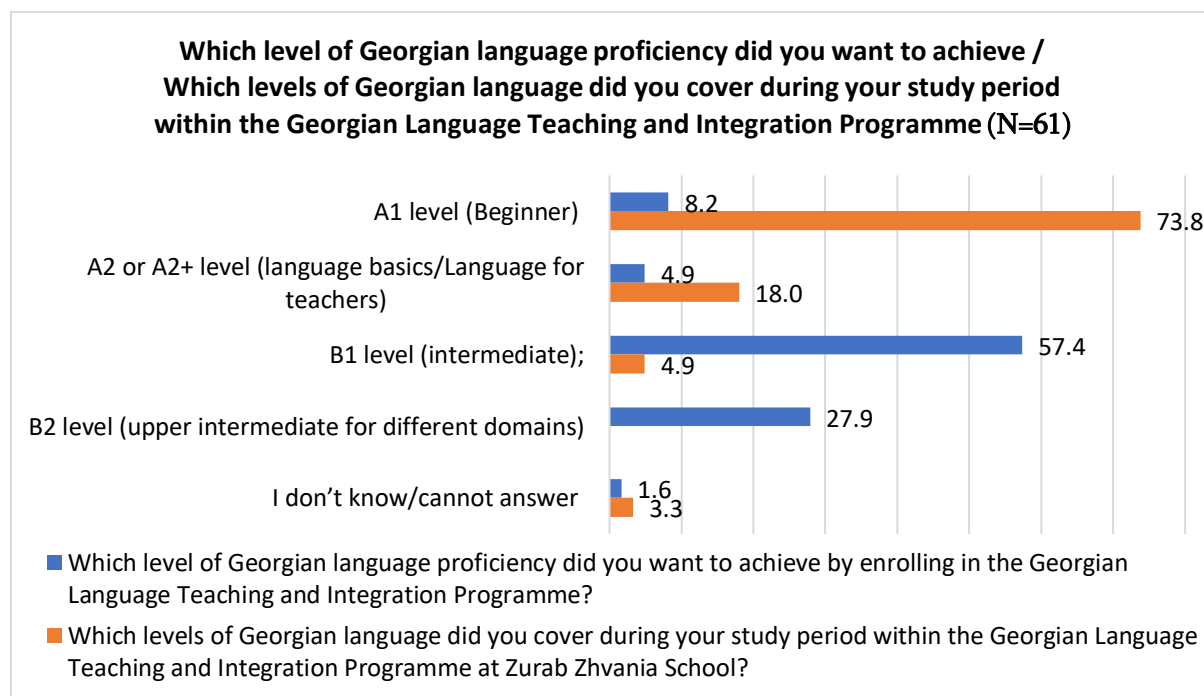 Which level of Georgian language proficiency did you want to achieve /
Which levels of Georgian language did you cover during your study period
within the Georgian Language Teaching and Integration Programme (N=61)
A1 level (Beginner)
8.2
73.8
A2 or A2+ level (language basics/Language for
teachers)
4.9
18.0
B1 level (intermediate);
57.4
4.9
B2 level (upper intermediate for different domains)
27.9
I don’t know/cannot answer
1.6
3.3
Which level of Georgian language proficiency did you want to achieve by enrolling in the Georgian
Language Teaching and Integration Programme?
Which levels of Georgian language did you cover during your study period within the Georgian Language
Teaching and Integration Programme at Zurab Zhvania School?